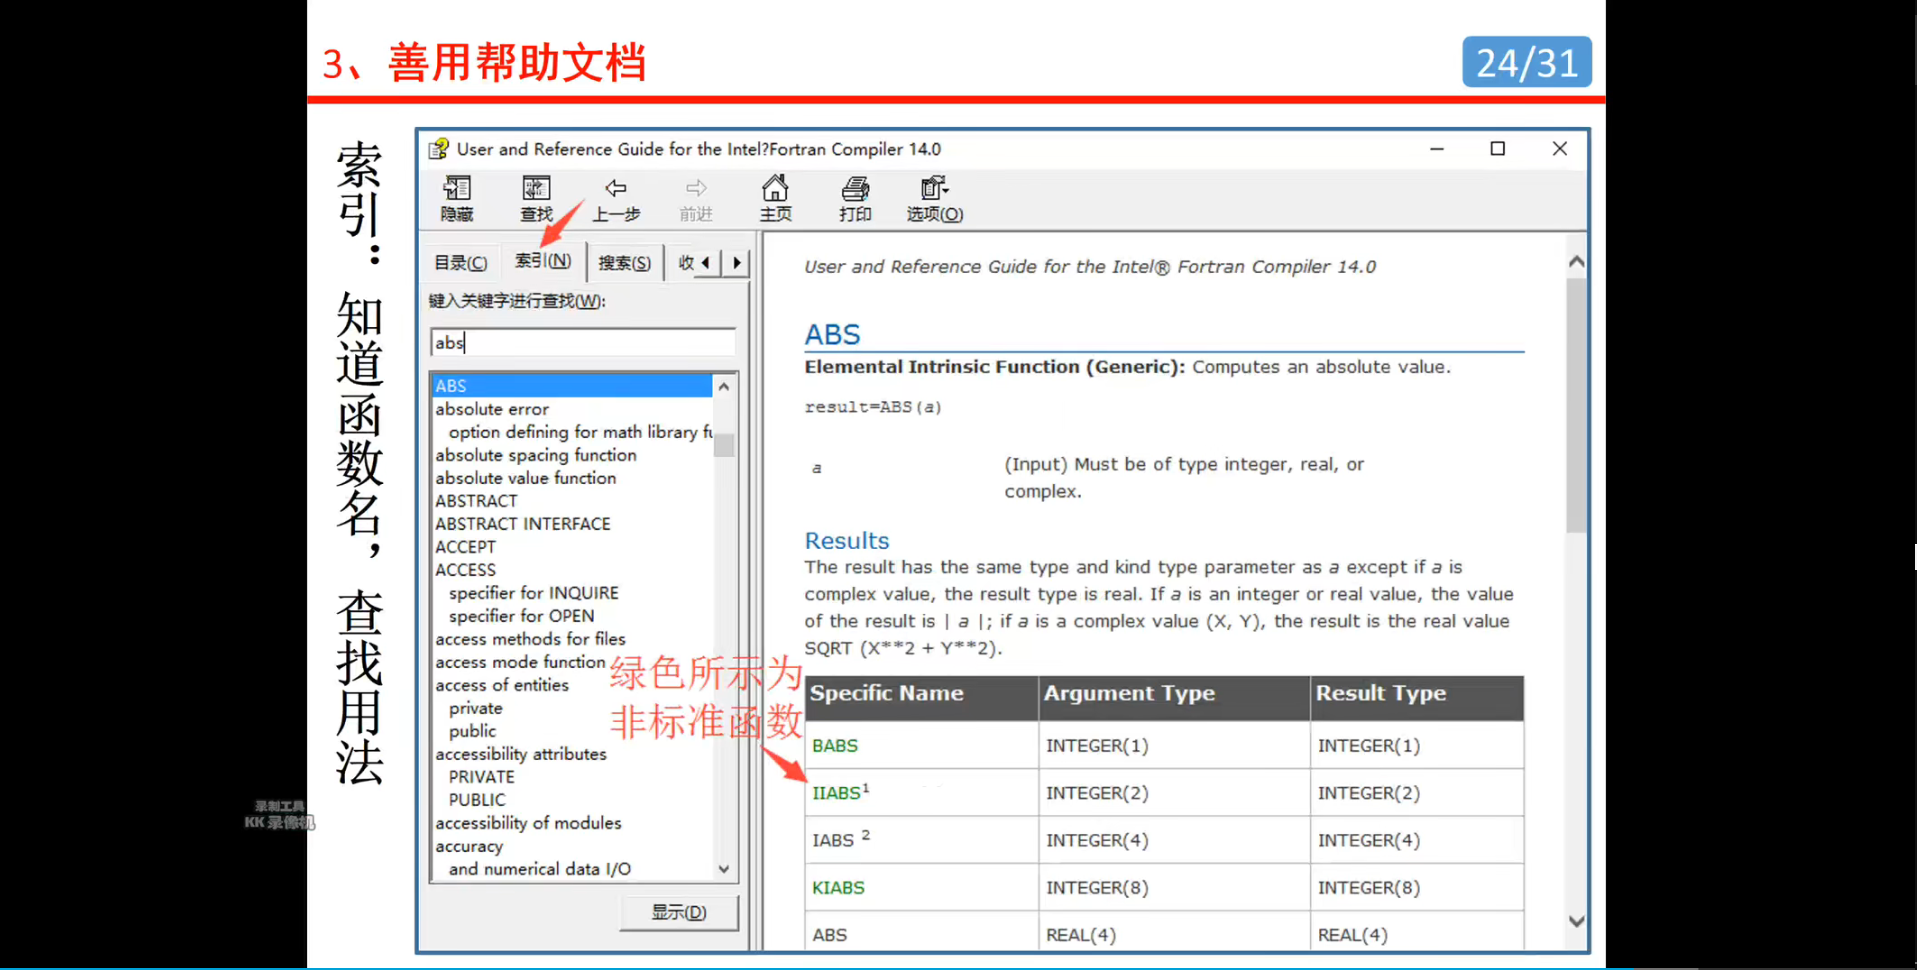 3、善用帮助文档
24/31
索引：知道函数名，查找用法
User and Reference Guide for the Intel?Fortran Compiler 14.0
隐藏 查找 上一步 前进 主页 打印 选项(O)
目录(C) 索引(N) 搜索(S) 收
键入关键字进行查找(W):
abs
ABS
absolute error
option defining for math library fu
absolute spacing function
absolute value function
ABSTRACT
ABSTRACT INTERFACE
ACCEPT
ACCESS
specifier for INQUIRE
specifier for OPEN
access methods for files
access mode function
access of entities
private
public
accessibility attributes
PRIVATE
PUBLIC
accessibility of modules
accuracy
and numerical data I/O
显示(D)
User and Reference Guide for the Intel® Fortran Compiler 14.0
ABS
Elemental Intrinsic Function (Generic): Computes an absolute value.
result=ABS(a)
a (Input) Must be of type integer, real, or
complex.
Results
The result has the same type and kind type parameter as a except if a is
complex value, the result type is real. If a is an integer or real value, the value
of the result is | a |; if a is a complex value (X, Y), the result is the real value
SQRT (X**2 + Y**2).
绿色所示为
非标准函数
Specific Name Argument Type Result Type
BABS INTEGER(1) INTEGER(1)
IIABS¹ INTEGER(2) INTEGER(2)
IABS ² INTEGER(4) INTEGER(4)
KIABS INTEGER(8) INTEGER(8)
ABS REAL(4) REAL(4)
录制工具
KK 录像机